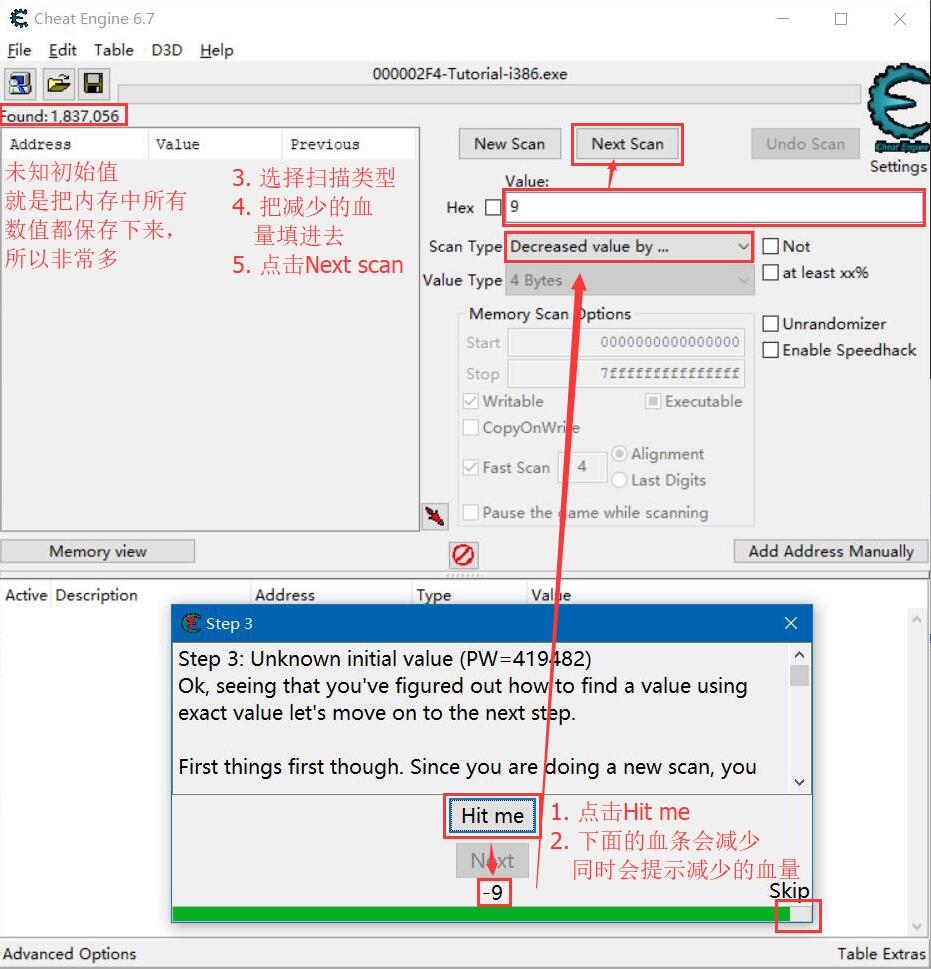 Cheat Engine 6.7
File Edit Table D3D Help
000002F4-Tutorial-i386.exe
Found:1,837,056
Address Value Previous
未知初始值
就是把内存中所有
数值都保存下来，
所以非常多
3. 选择扫描类型
4. 把减少的血
量填进去
5. 点击Next scan
New Scan Next Scan Undo Scan
Cheat Engine
Settings
Value:
Hex 9
Scan Type Decreased value by ... Not
Value Type 4 Bytes at least xx%
Memory Scan Options
Start 0000000000000000
Stop 7fffffffffffffff
Writable Executable
CopyOnWrite
Fast Scan 4 Alignment
Last Digits
Pause the game while scanning
Unrandomizer
Enable Speedhack
Memory view Add Address Manually
Active Description Address Type Value
Step 3
Step 3: Unknown initial value (PW=419482)
Ok, seeing that you've figured out how to find a value using
exact value let's move on to the next step.
First things first though. Since you are doing a new scan, you
Hit me
Next
-9
1. 点击Hit me
2. 下面的血条会减少
同时会提示减少的血量
Skip
Advanced Options Table Extras